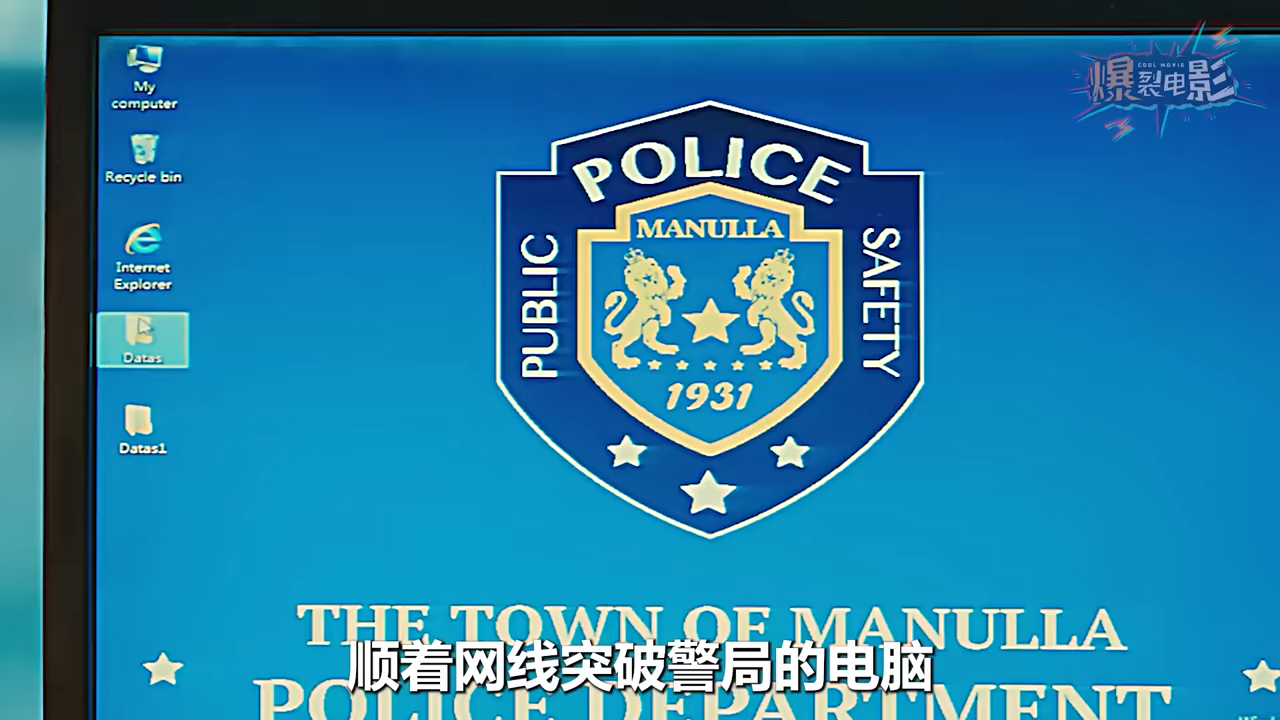 COOL MOVIE
爆裂电影
My
computer
Recycle bin
Internet
Explorer
Datas
Datas1
POLICE
PUBLIC
SAFETY
MANULLA
1931
THE TOWN OF MANULLA
POLICE DEPARTMENT
顺着网线突破警局的电脑